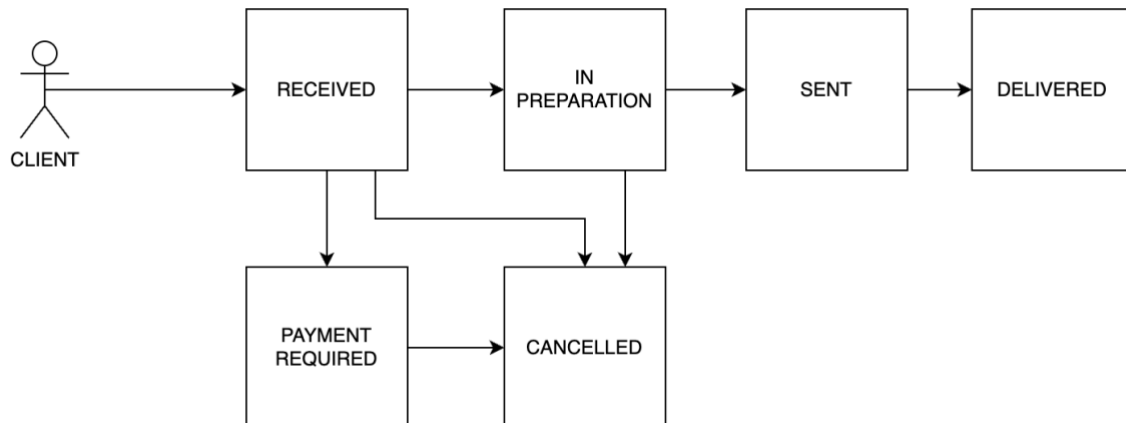 CLIENT
RECEIVED
IN
PREPARATION
SENT
DELIVERED
PAYMENT
REQUIRED
CANCELLED